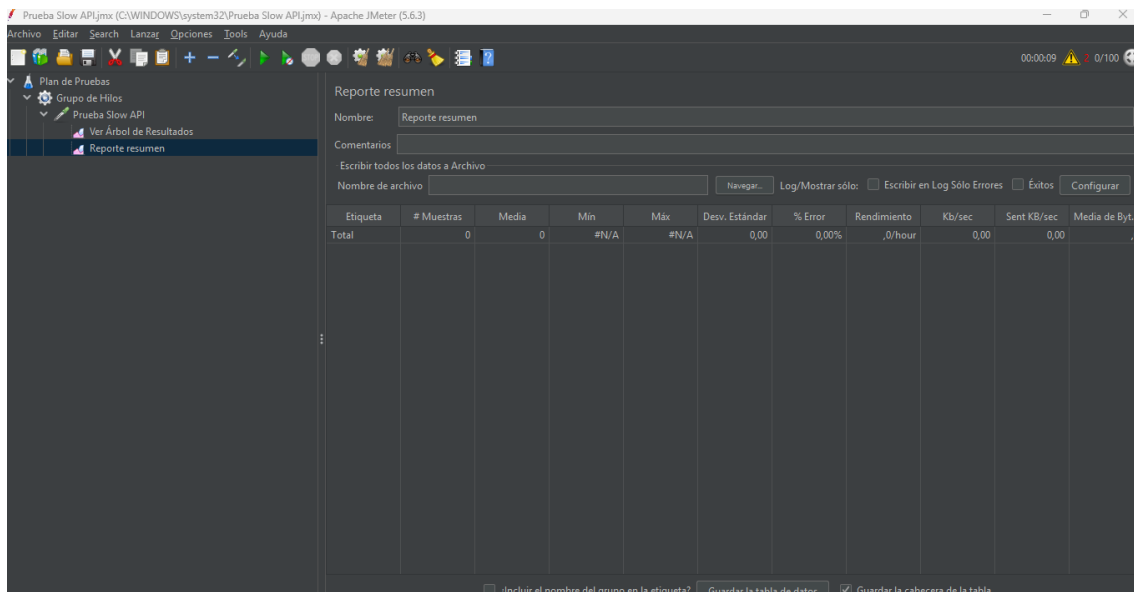 Prueba Slow API.jmx (C:\WINDOWS\system32\Prueba Slow API.jmx) - Apache JMeter (5.6.3)
Archivo Editar Search Lanzar Opciones Tools Ayuda
00:00:09 2 0/100
Plan de Pruebas
Grupo de Hilos
Prueba Slow API
Ver Árbol de Resultados
Reporte resumen
Reporte resumen
Nombre: Reporte resumen
Comentarios
Escribir todos los datos a Archivo
Nombre de archivo Navegar... Log/Mostrar sólo: Escribir en Log Sólo Errores Éxitos Configurar
Etiqueta # Muestras Media Mín Máx Desv. Estándar % Error Rendimiento Kb/sec Sent KB/sec Media de Byt.
Total 0 0 #N/A #N/A 0,00 0,00% ,0/hour 0,00 0,00 ,
¿Incluir el nombre del grupo en la etiqueta? Guardar la tabla de datos Guardar la cabecera de la tabla